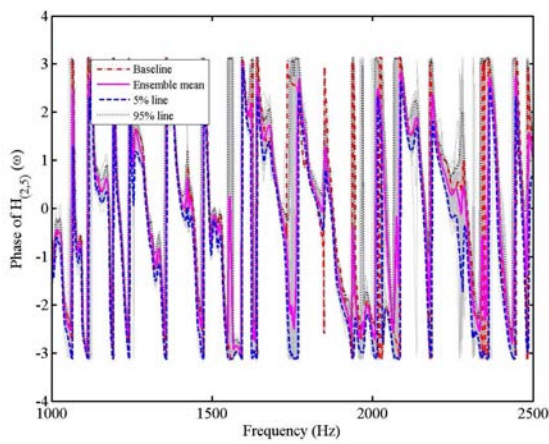 4
3
2
1
0
-1
-2
-3
-4
Phase of H(2,5) (ω)
Baseline
Ensemble mean
5% line
95% line
1000 1500 2000 2500
Frequency (Hz)